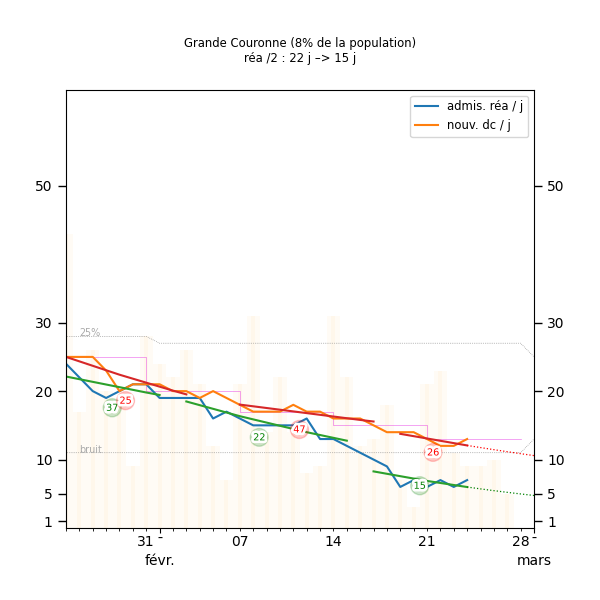 Grande Couronne (8% de la population)
réa /2 : 22 j –> 15 j
admis. réa / j
nouv. dc / j
50 50
30 30
25%
20 20
37 25 22 47 26 15
bruit
10 10
5 5
1 1
31 - 07 14 21 28 -
févr. mars